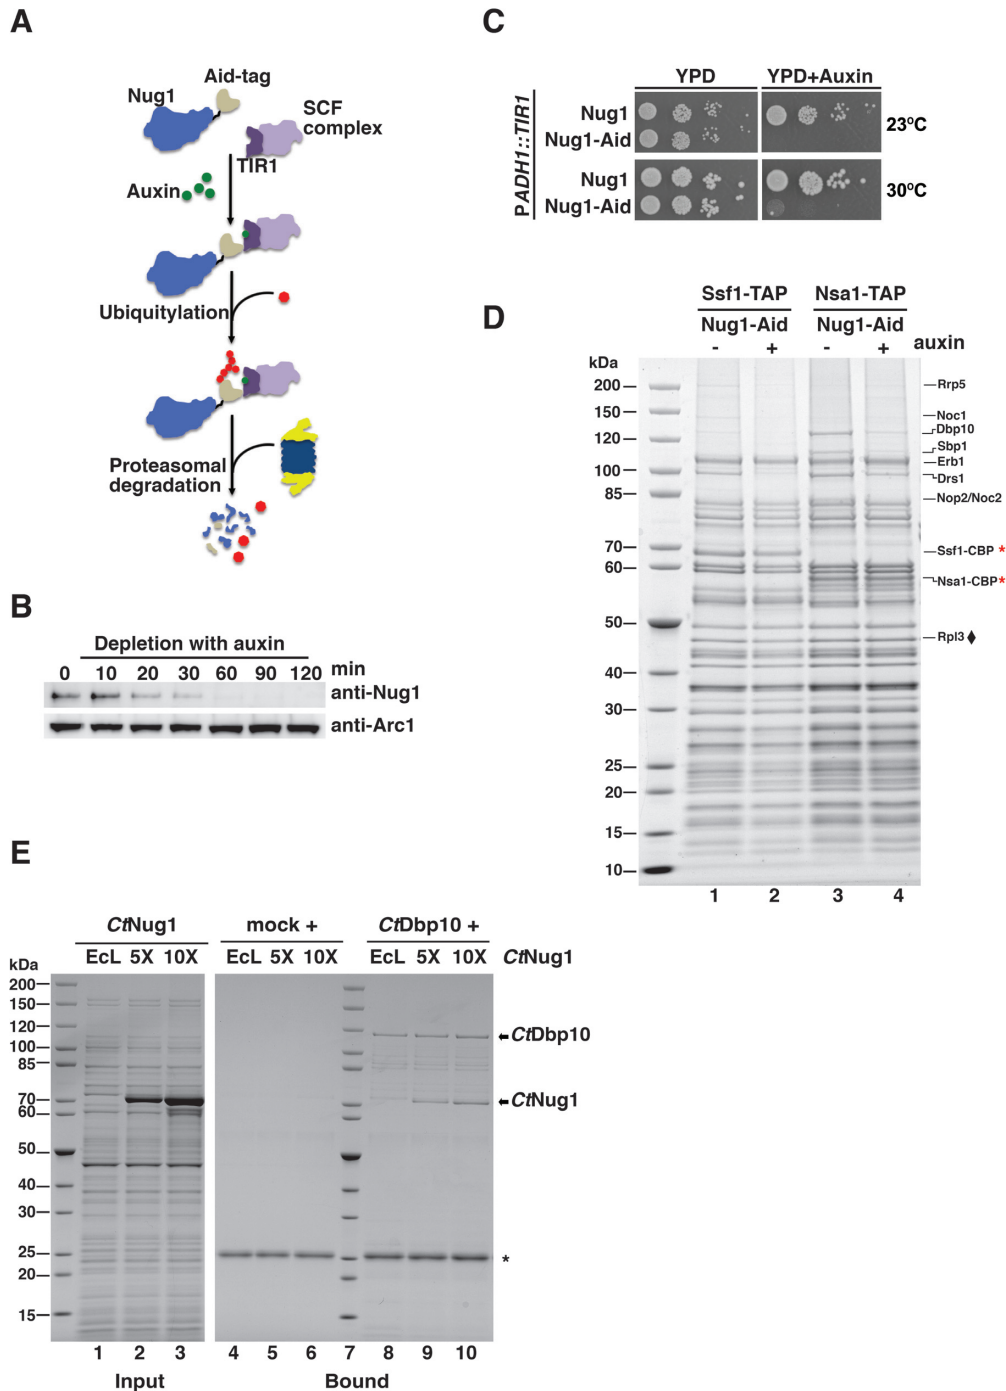 A
Aid-tag
Nug1
SCF
complex
TIR1
Auxin
Ubiquitylation
Proteasomal
degradation
B
Depletion with auxin
0 10 20 30 60 90 120 min
anti-Nug1
anti-Arc1
C
YPD YPD+Auxin
PADH1::TIR1
Nug1
Nug1-Aid
23ºC
Nug1
Nug1-Aid
30ºC
D
Ssf1-TAP Nsa1-TAP
Nug1-Aid Nug1-Aid
- + - + auxin
kDa
200
150
120
100
85
70
60
50
40
30
25
20
15
10
Rrp5
Noc1
Dbp10
Sbp1
Erb1
Drs1
Nop2/Noc2
Ssf1-CBP *
Nsa1-CBP *
Rpl3 ♦
1 2 3 4
E
CtNug1 mock + CtDbp10 +
kDa EcL 5X 10X EcL 5X 10X EcL 5X 10X CtNug1
200
150
120
100
85
70
60
50
40
30
25
20
15
CtDbp10
CtNug1
*
1 2 3 4 5 6 7 8 9 10
Input Bound